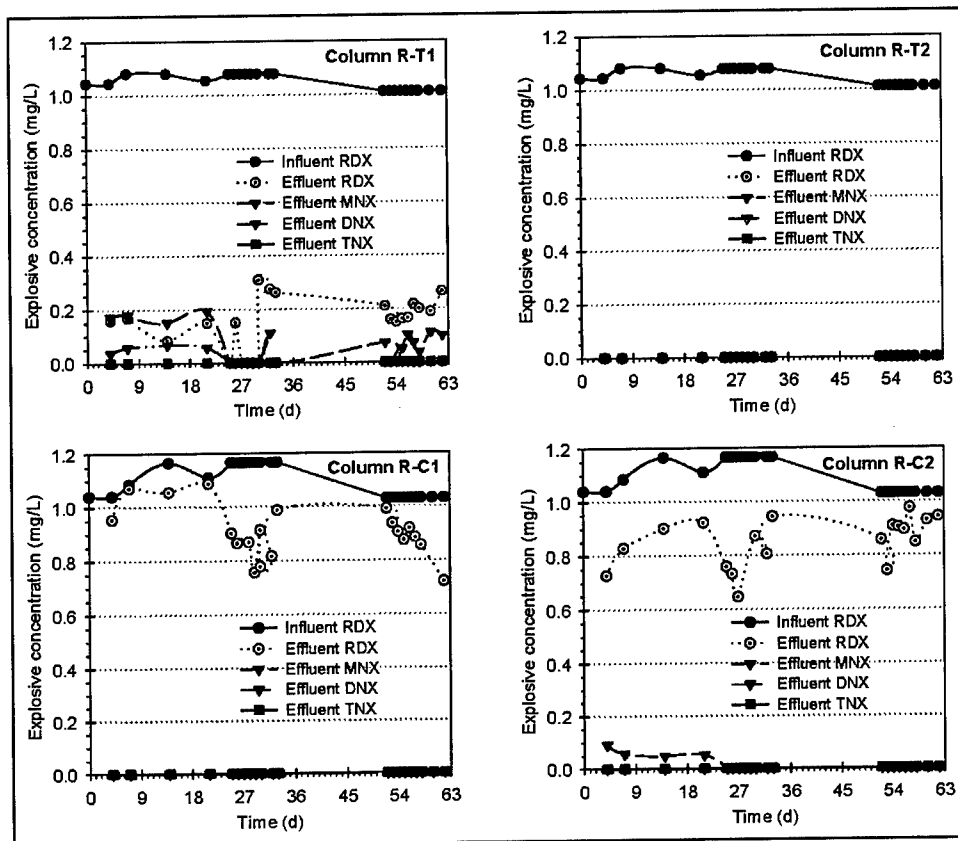 Column R-T1
Explosive concentration (mg/L)
1.2
1.0
0.8
0.6
0.4
0.2
0.0
Influent RDX
Effluent RDX
Effluent MNX
Effluent DNX
Effluent TNX
0 9 18 27 36 45 54 63
Time (d)
Column R-T2
Explosive concentration (mg/L)
1.2
1.0
0.8
0.6
0.4
0.2
0.0
Influent RDX
Effluent RDX
Effluent MNX
Effluent DNX
Effluent TNX
0 9 18 27 36 45 54 63
Time (d)
Column R-C1
Explosive concentration (mg/L)
1.2
1.0
0.8
0.6
0.4
0.2
0.0
Influent RDX
Effluent RDX
Effluent MNX
Effluent DNX
Effluent TNX
0 9 18 27 36 45 54 63
Time (d)
Column R-C2
Explosive concentration (mg/L)
1.2
1.0
0.8
0.6
0.4
0.2
0.0
Influent RDX
Effluent RDX
Effluent MNX
Effluent DNX
Effluent TNX
0 9 18 27 36 45 54 63
Time (d)